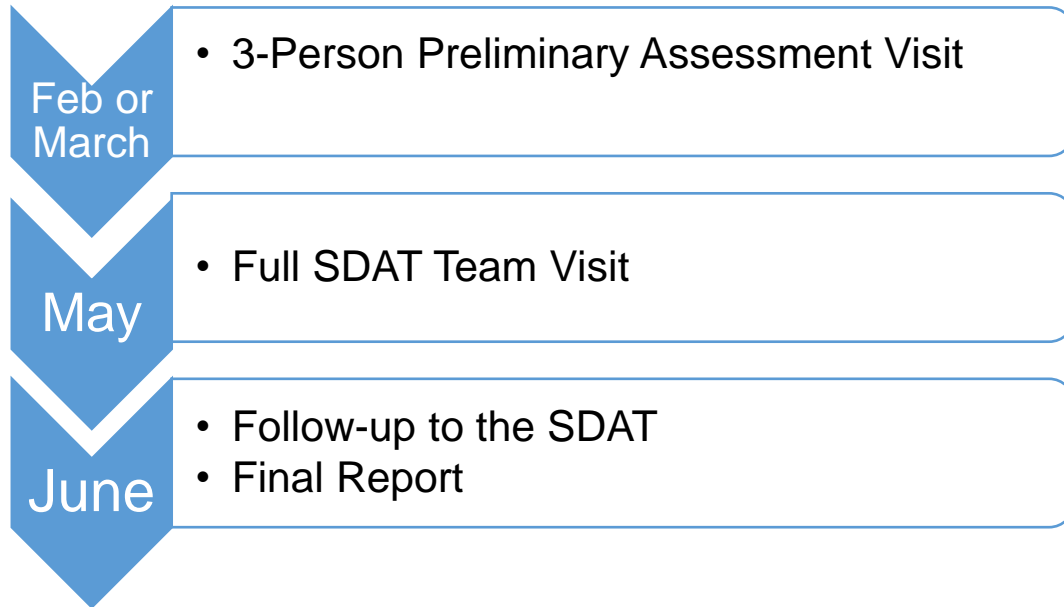 Feb or
March
• 3-Person Preliminary Assessment Visit
May
• Full SDAT Team Visit
June
• Follow-up to the SDAT
• Final Report